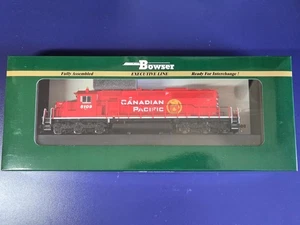 Bowser
Fully Assembled EXECUTIVE LINE Ready For Interchange!
CANADIAN
PACIFIC